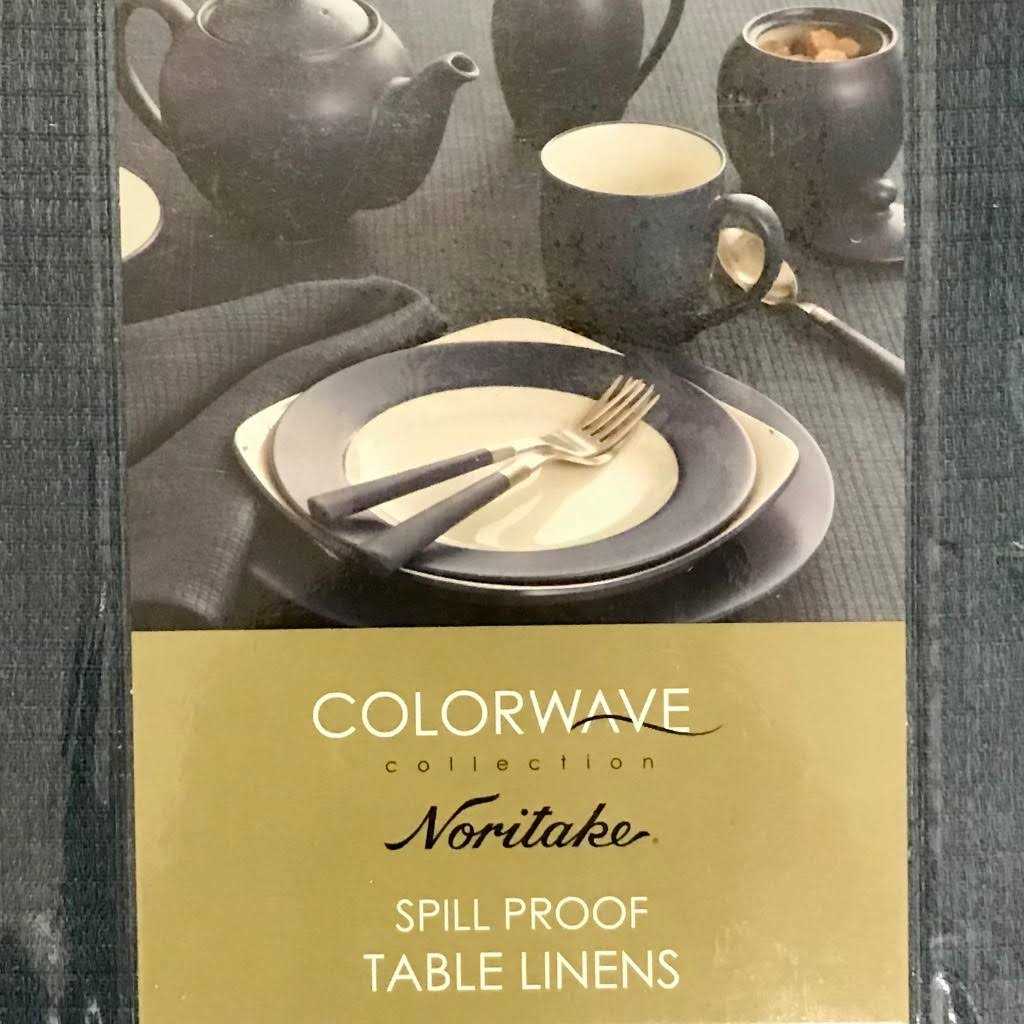 COLORWAVE
collection
Noritake
SPILL PROOF
TABLE LINENS